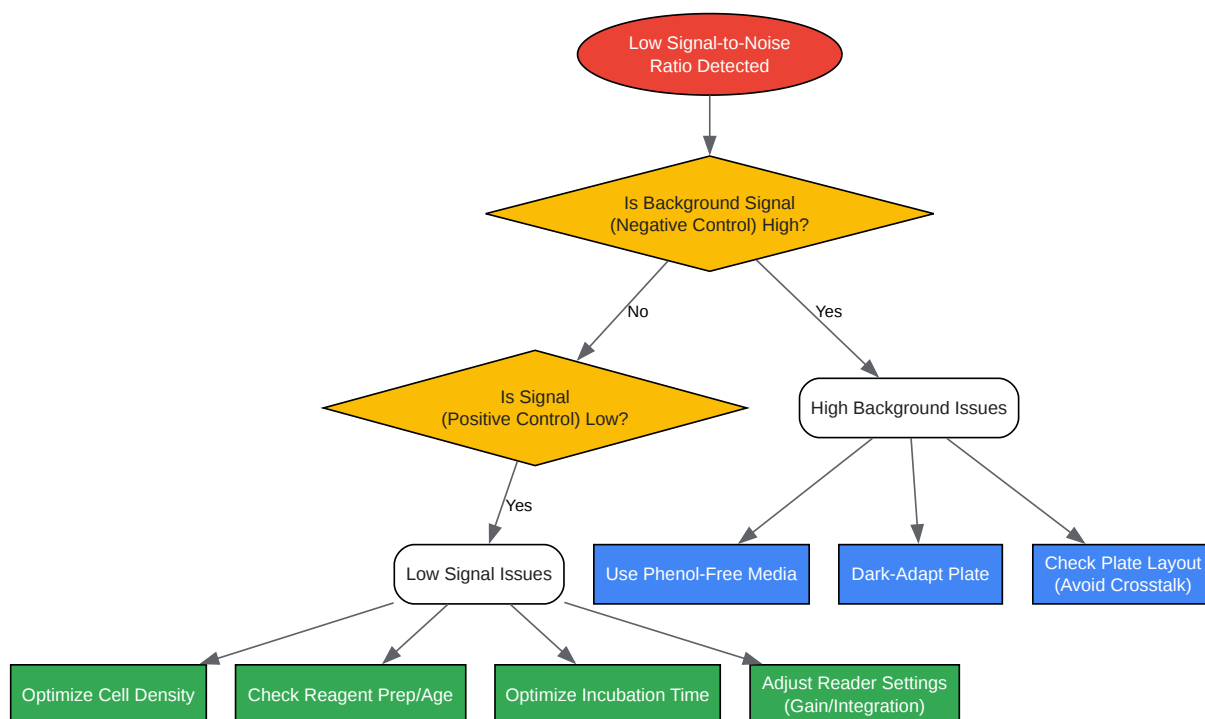 Low Signal-to-Noise
Ratio Detected
Is Background Signal
(Negative Control) High?
No
Yes
Is Signal
(Positive Control) Low?
High Background Issues
Yes
Low Signal Issues
Use Phenol-Free Media
Dark-Adapt Plate
Check Plate Layout
(Avoid Crosstalk)
Optimize Cell Density
Check Reagent Prep/Age
Optimize Incubation Time
Adjust Reader Settings
(Gain/Integration)